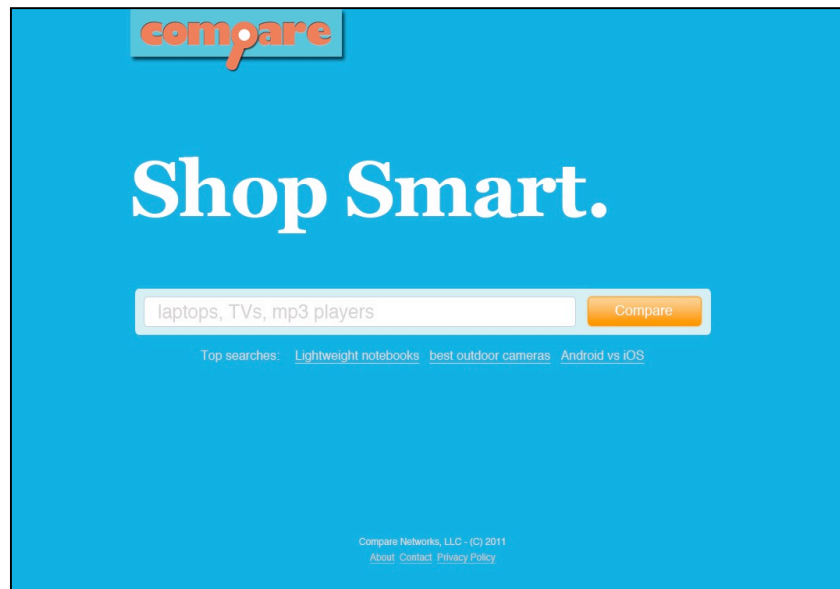 compare
Shop Smart.
laptops, TVs, mp3 players
Compare
Top searches: Lightweight notebooks best outdoor cameras Android vs iOS
Compare Networks, LLC - (C) 2011
About Contact Privacy Policy